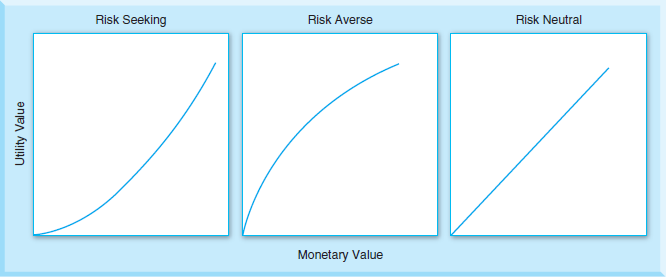 Risk Seeking
Risk Averse
Risk Neutral
Utility Value
Monetary Value